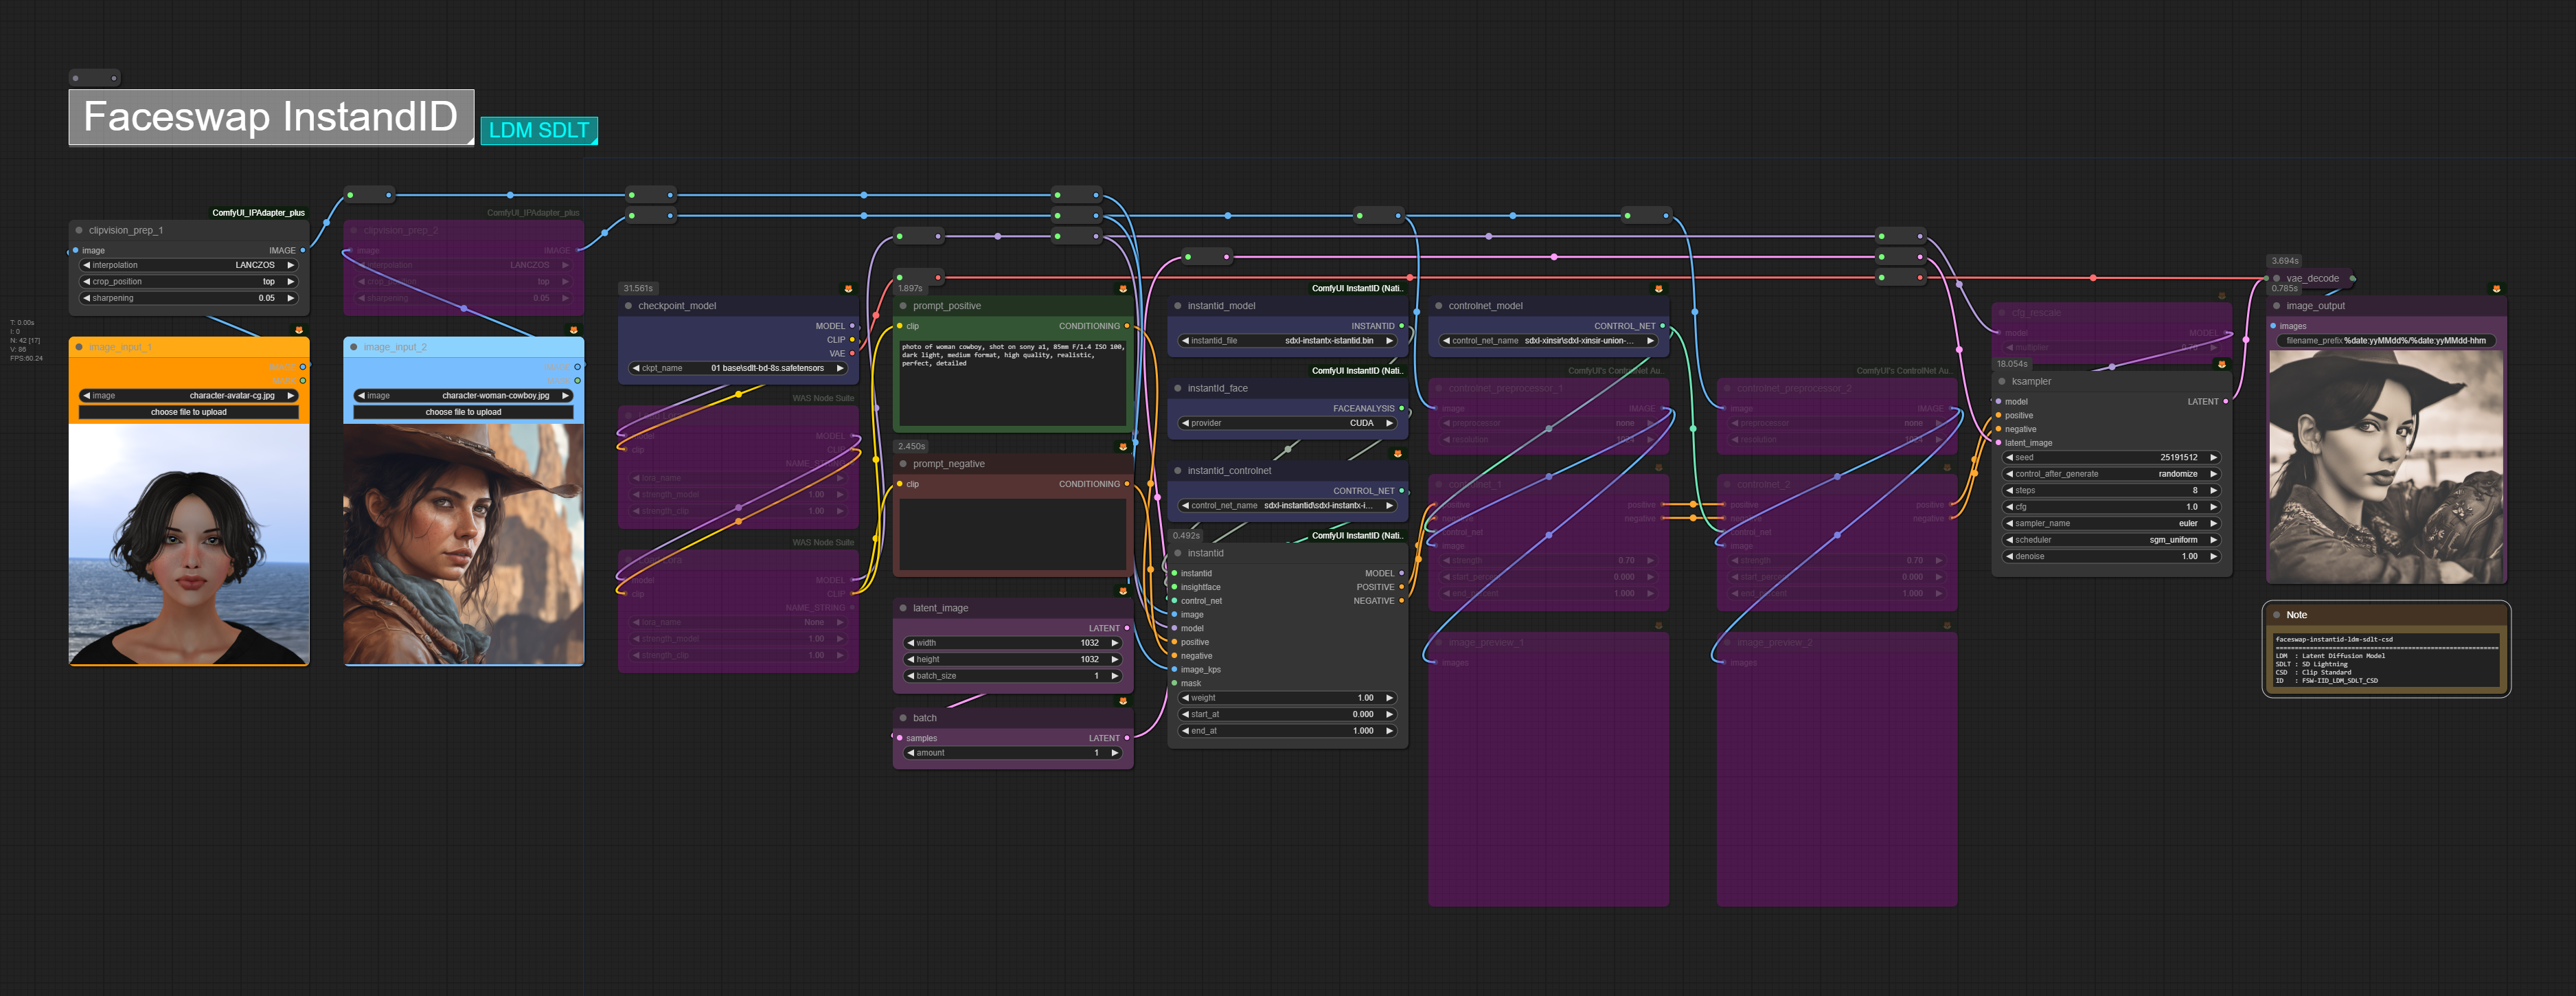 Faceswap InstandID
LDM SDLT
ComfyUI_IPAdapter_plus
clipvision_prep_1
image IMAGE
interpolation LANCZOS
crop_position top
sharpening 0.05
ComfyUI_IPAdapter_plus
clipvision_prep_2
image IMAGE
interpolation LANCZOS
crop_position top
sharpening 0.05
T: 0.00s
I: 0
N: 42 [17]
V: 86
FPS:60.24
image_input_1
image character-avatar-cg.jpg
choose file to upload
image_input_2
image character-woman-cowboy.jpg
choose file to upload
31.561s
checkpoint_model
MODEL
CLIP
VAE
ckpt_name 01 base\sdlt-bd-8s.safetensors
WAS Node Suite
model MODEL
clip CLIP
NAME_STRING
lora_name
strength_model 1.00
strength_clip 1.00
WAS Node Suite
model MODEL
clip CLIP
NAME_STRING
lora_name None
strength_model 1.00
strength_clip 1.00
1.897s
prompt_positive
clip CONDITIONING
photo of woman cowboy, shot on sony a1, 85mm F/1.4 ISO 100,
dark light, medium format, high quality, realistic,
perfect, detailed
2.450s
prompt_negative
clip CONDITIONING
latent_image
LATENT
width 1032
height 1032
batch_size 1
batch
samples LATENT
amount 1
ComfyUI InstantID (Nati..
instantid_model
INSTANTID
instantid_file sdxl-instantx-istantid.bin
ComfyUI InstantID (Nati..
instantId_face
FACEANALYSIS
provider CUDA
instantid_controlnet
CONTROL_NET
control_net_name sdxl-instantid\sdxl-instantx-i...
0.492s
ComfyUI InstantID (Nati..
instantid
instantid MODEL
insightface POSITIVE
control_net NEGATIVE
image
model
positive
negative
image_kps
mask
weight 1.00
start_at 0.000
end_at 1.000
controlnet_model
CONTROL_NET
control_net_name sdxl-xinsir\sdxl-xinsir-union-...
ComfyUI's ControlNet Au..
controlnet_preprocessor_1
image IMAGE
preprocessor none
resolution 1024
controlnet_1
positive positive
negative negative
control_net
image
strength 0.70
start_percent 0.000
end_percent 1.000
image_preview_1
images
ComfyUI's ControlNet Au..
controlnet_preprocessor_2
image IMAGE
preprocessor none
resolution 1024
controlnet_2
positive positive
negative negative
control_net
image
strength 0.70
start_percent 0.000
end_percent 1.000
image_preview_2
images
cfg_rescale
model MODEL
multiplier 0.70
18.054s
ksampler
model LATENT
positive
negative
latent_image
seed 25191512
control_after_generate randomize
steps 8
cfg 1.0
sampler_name euler
scheduler sgm_uniform
denoise 1.00
3.694s
vae_decode
0.785s
image_output
images
filename_prefix %date:yyMMdd%/%date:yyMMdd-hhm
Note
faceswap-instantid-ldm-sdlt-csd
LDM : Latent Diffusion Model
SDLT : SD Lightning
CSD : Clip Standard
ID : FSW-IID_LDM_SDLT_CSD